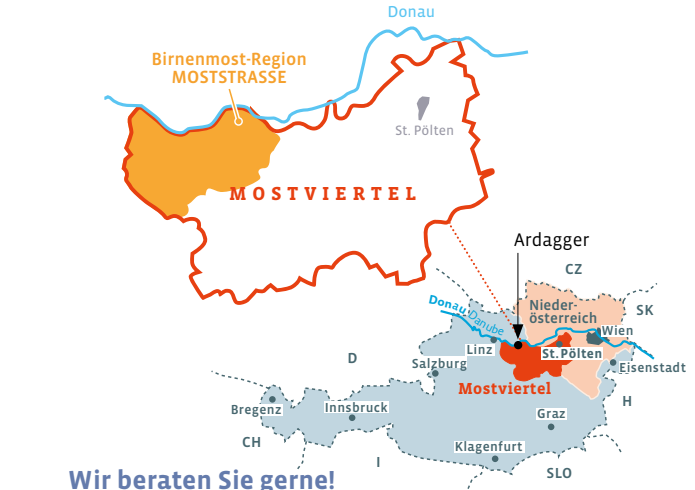 Donau
Birnenmost-Region
MOSTSTRASSE
St. Pölten
MOSTVIERTEL
Ardagger
CZ
Donau Danube
Nieder-
österreich
SK
Wien
Linz
St. Pölten
D
Salzburg
Eisenstadt
Mostviertel
Bregenz
Innsbruck
H
Graz
CH
Klagenfurt
I
SLO
Wir beraten Sie gerne!